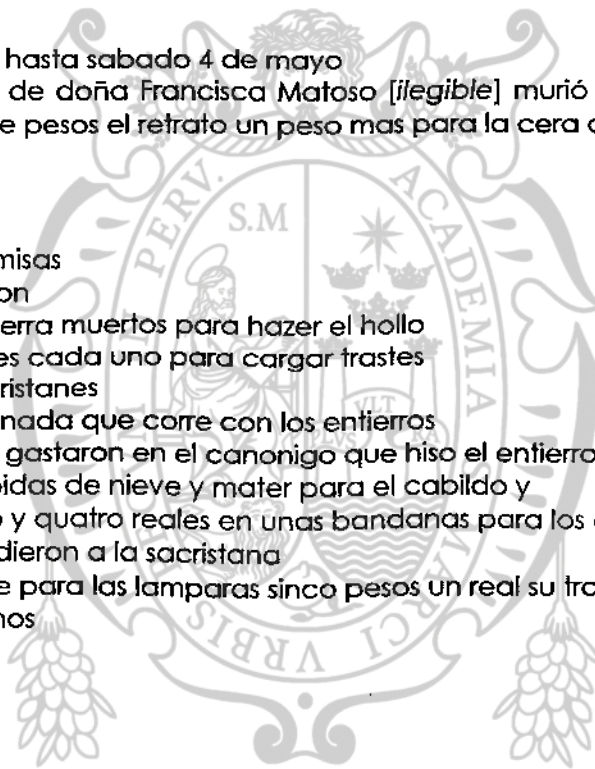 hasta sabado 4 de mayo
de doña Francisca Matoso [ilegible] murió
e pesos el retrato un peso mas para la cera
misas
on
erra muertos para hazer el hollo
es cada uno para cargar trastes
ristanes
nada que corre con los entierros
gastaron en el canonigo que hiso el entierro
bidas de nieve y mater para el cabildo y
o y quatro reales en unas bandanas para los
dieron a la sacristana
e para las lamparas sinco pesos un real su tra
nos
S.M
PERV.
ACADEMIA
VLT
VRBIS